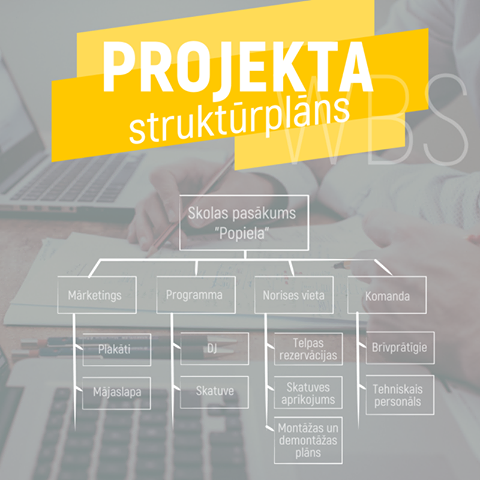 PROJEKTA
struktūrplāns
WBS
Skolas pasākums
"Popiela"
Mārketings
Programma
Norises vieta
Komanda
Plakāti
Mājaslapa
DJ
Skatuve
Telpas
rezervācijas
Skatuves
aprīkojums
Montāžas un
demontāžas
plāns
Brīvprātīgie
Tehniskais
personāls